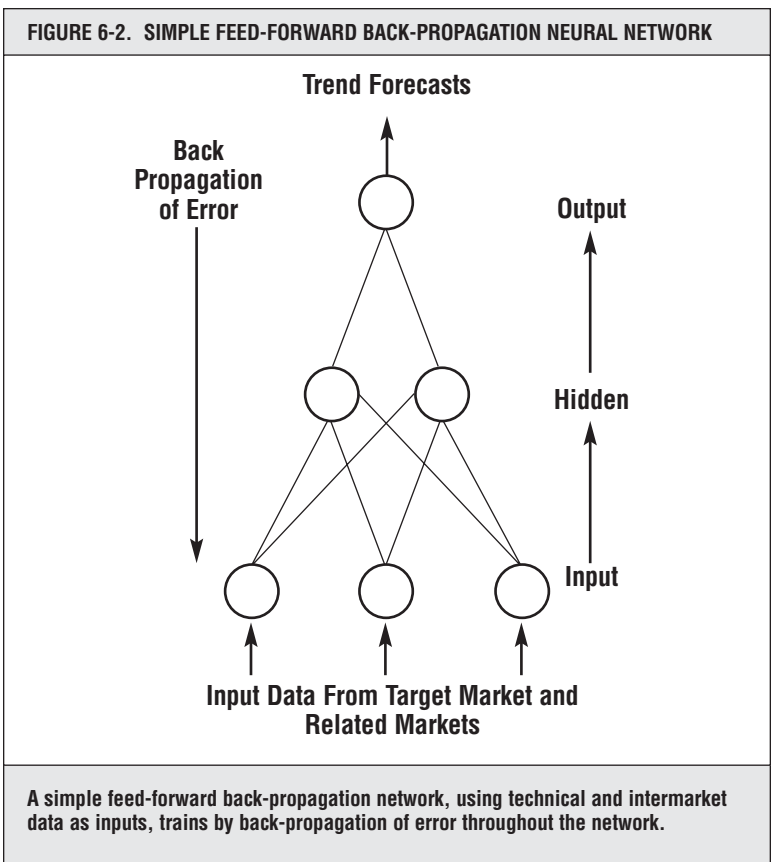 FIGURE 6-2. SIMPLE FEED-FORWARD BACK-PROPAGATION NEURAL NETWORK
Trend Forecasts
Back
Propagation
of Error
Output
Hidden
Input
Input Data From Target Market and
Related Markets
A simple feed-forward back-propagation network, using technical and intermarket
data as inputs, trains by back-propagation of error throughout the network.